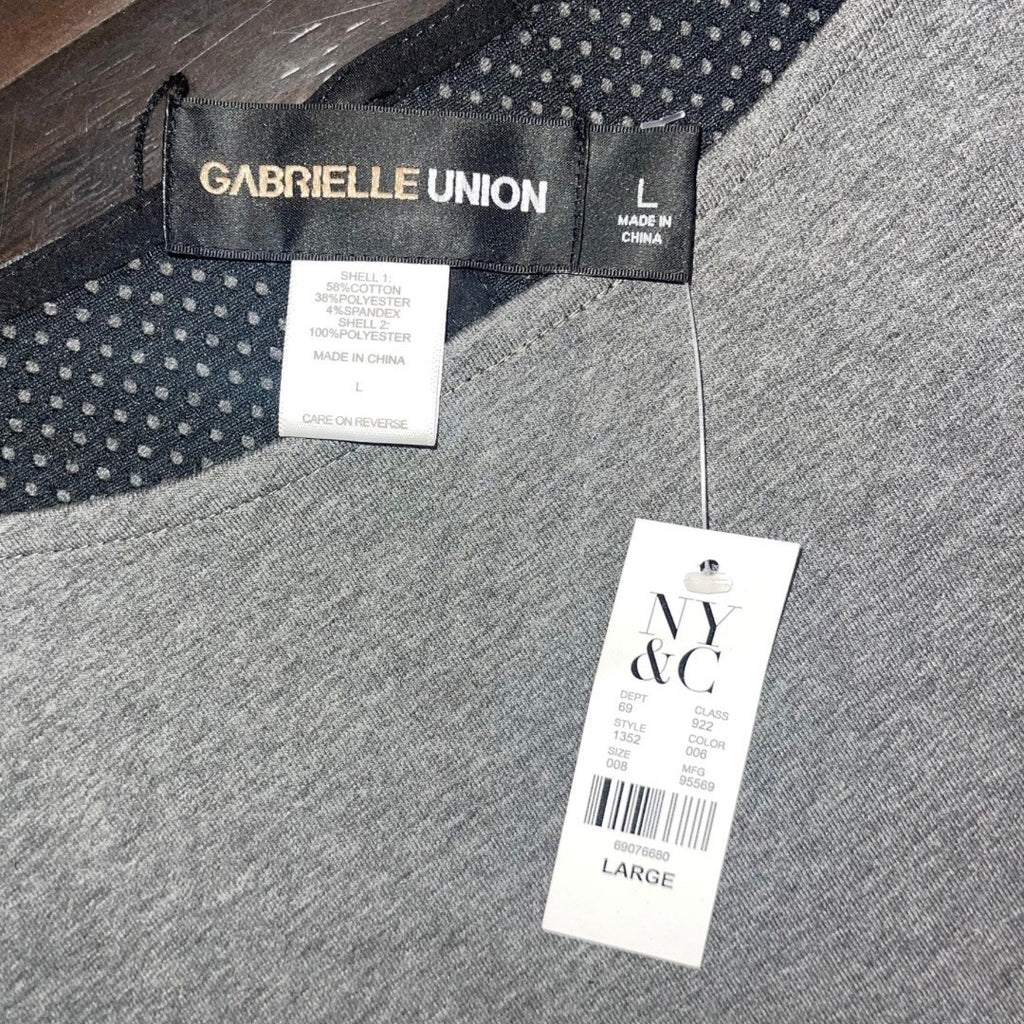 GABRIELLE UNION
L
MADE IN
CHINA
SHELL 1:
58%COTTON
38%POLYESTER
4%SPANDEX
SHELL 2:
100%POLYESTER
MADE IN CHINA
L
CARE ON REVERSE
NY
&C
DEPT CLASS
69 922
STYLE COLOR
1352 006
SIZE MFG
008 95569
69076680
LARGE